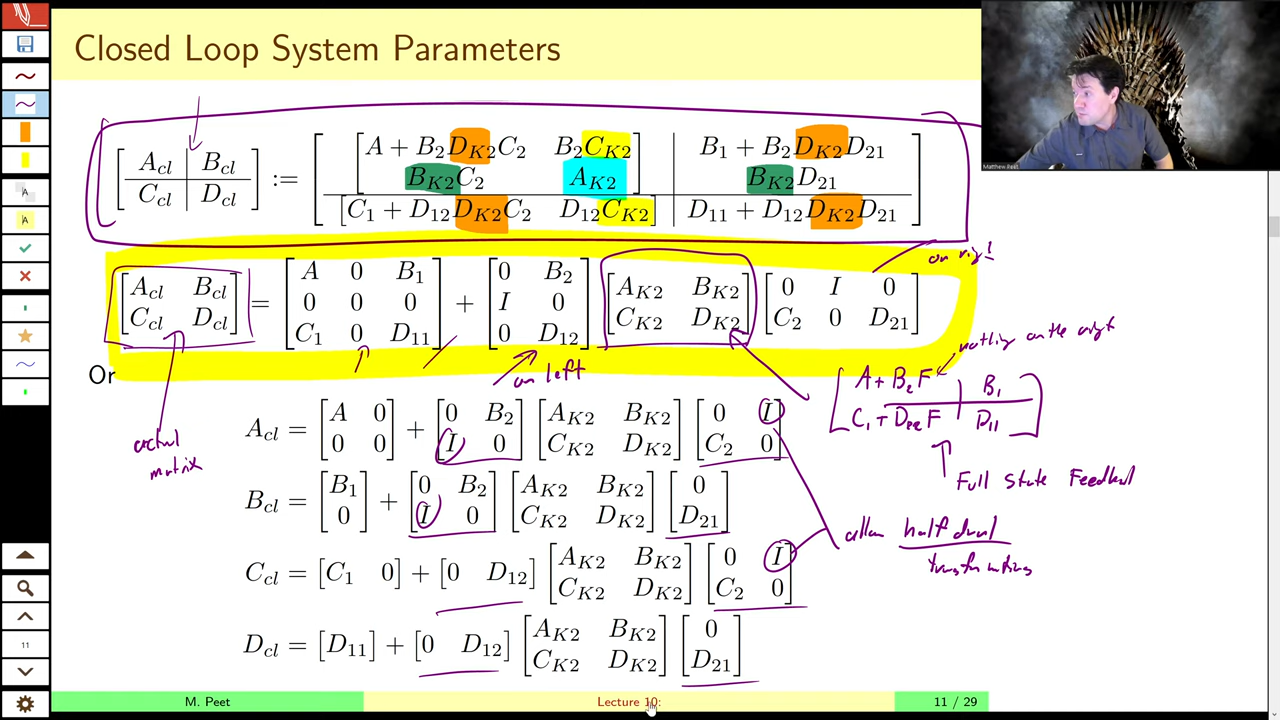 Closed Loop System Parameters
[A_cl B_cl; C_cl D_cl] := [[A + B_2 D_K2 C_2 B_2 C_K2; B_K2 C_2 A_K2] B_1 + B_2 D_K2 D_21; B_K2 D_21; [C_1 + D_12 D_K2 C_2 D_12 C_K2] D_11 + D_12 D_K2 D_21]
Matthew Peet
on right
[A_cl B_cl; C_cl D_cl] = [A 0 B_1; 0 0 0; C_1 0 D_11] + [0 B_2; I 0; 0 D_12] [A_K2 B_K2; C_K2 D_K2] [0 I 0; C_2 0 D_21]
nothing on the right
Or
on left
[A + B_2 F B_1; C_1 + D_12 F D_11]
A_cl = [A 0; 0 0] + [0 B_2; I 0] [A_K2 B_K2; C_K2 D_K2] [0 I; C_2 0]
actual
matrix
Full State Feedback
B_cl = [B_1; 0] + [0 B_2; I 0] [A_K2 B_K2; C_K2 D_K2] [0; D_21]
half dual
C_cl = [C_1 0] + [0 D_12] [A_K2 B_K2; C_K2 D_K2] [0 I; C_2 0]
D_cl = [D_11] + [0 D_12] [A_K2 B_K2; C_K2 D_K2] [0; D_21]
11
M. Peet
Lecture 10:
11 / 29